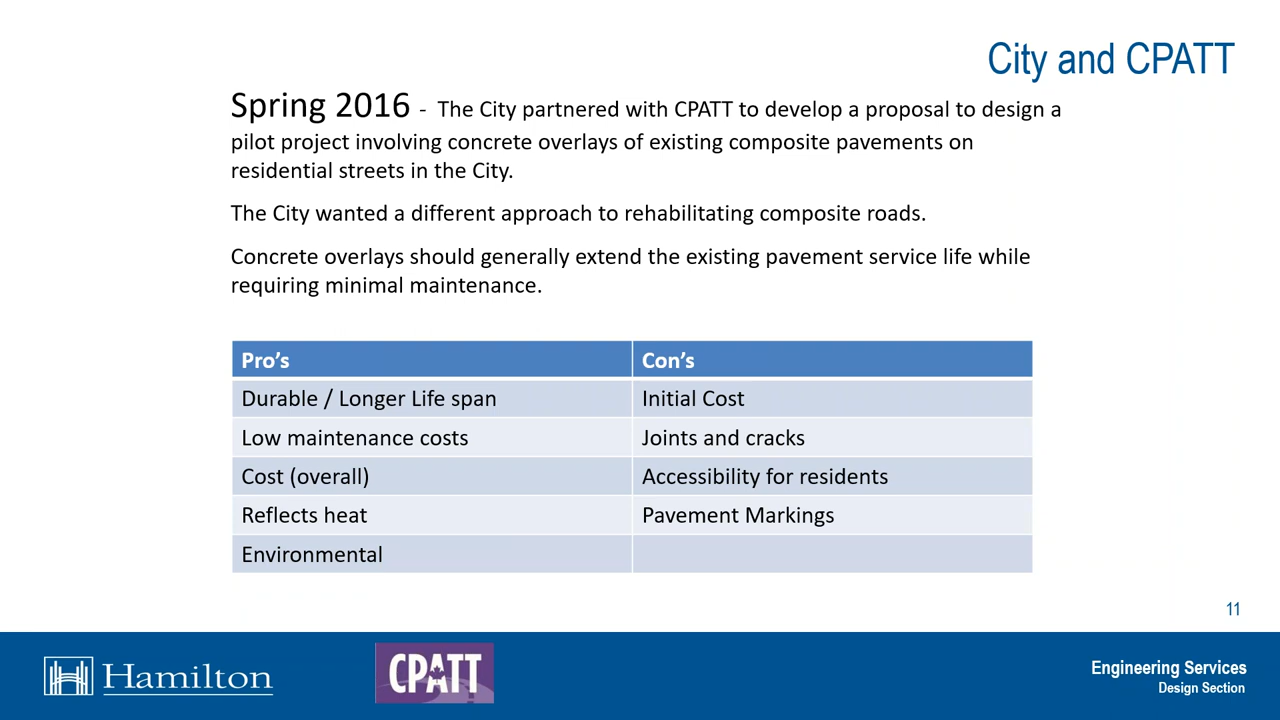 City and CPATT
Spring 2016 - The City partnered with CPATT to develop a proposal to design a
pilot project involving concrete overlays of existing composite pavements on
residential streets in the City.
The City wanted a different approach to rehabilitating composite roads.
Concrete overlays should generally extend the existing pavement service life while
requiring minimal maintenance.
Pro’s Con’s
Durable / Longer Life span Initial Cost
Low maintenance costs Joints and cracks
Cost (overall) Accessibility for residents
Reflects heat Pavement Markings
Environmental
11
Hamilton
CPATT
Engineering Services
Design Section